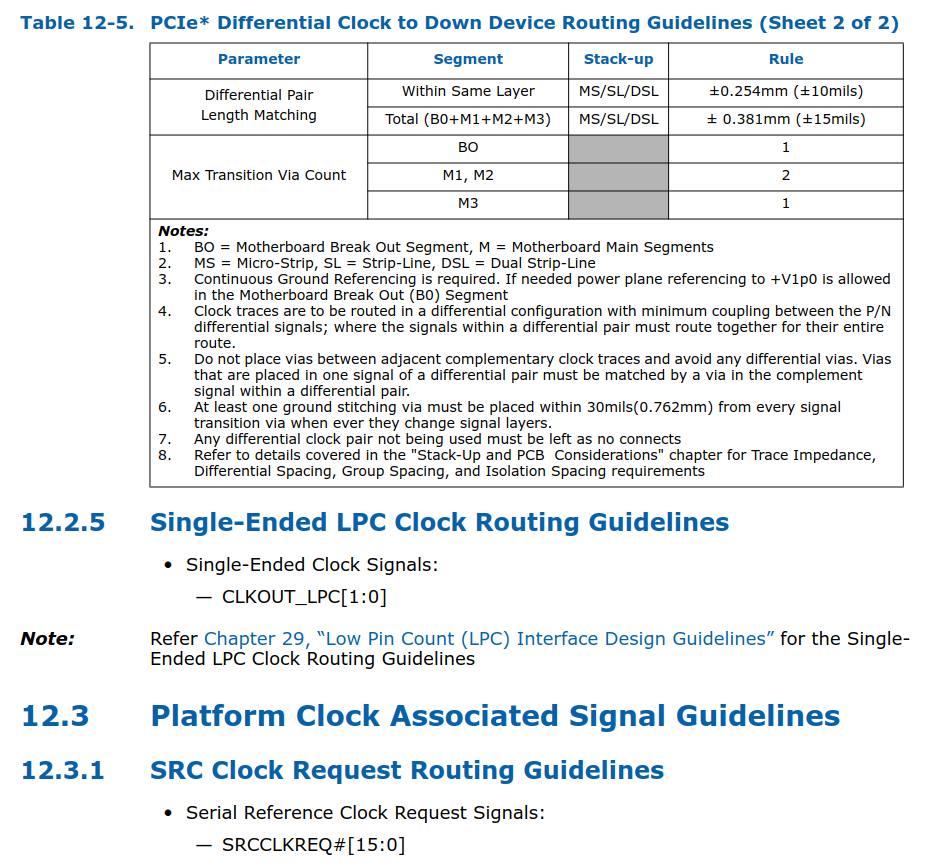 Table 12-5. PCIe* Differential Clock to Down Device Routing Guidelines (Sheet 2 of 2)
Parameter Segment Stack-up Rule
Differential Pair
Length Matching
Within Same Layer MS/SL/DSL ±0.254mm (±10mils)
Total (B0+M1+M2+M3) MS/SL/DSL ± 0.381mm (±15mils)
Max Transition Via Count
BO 1
M1, M2 2
M3 1
Notes:
1. BO = Motherboard Break Out Segment, M = Motherboard Main Segments
2. MS = Micro-Strip, SL = Strip-Line, DSL = Dual Strip-Line
3. Continuous Ground Referencing is required. If needed power plane referencing to +V1p0 is allowed
in the Motherboard Break Out (B0) Segment
4. Clock traces are to be routed in a differential configuration with minimum coupling between the P/N
differential signals; where the signals within a differential pair must route together for their entire
route.
5. Do not place vias between adjacent complementary clock traces and avoid any differential vias. Vias
that are placed in one signal of a differential pair must be matched by a via in the complement
signal within a differential pair.
6. At least one ground stitching via must be placed within 30mils(0.762mm) from every signal
transition via when ever they change signal layers.
7. Any differential clock pair not being used must be left as no connects
8. Refer to details covered in the "Stack-Up and PCB Considerations" chapter for Trace Impedance,
Differential Spacing, Group Spacing, and Isolation Spacing requirements
12.2.5 Single-Ended LPC Clock Routing Guidelines
• Single-Ended Clock Signals:
— CLKOUT_LPC[1:0]
Note: Refer Chapter 29, “Low Pin Count (LPC) Interface Design Guidelines” for the Single-
Ended LPC Clock Routing Guidelines
12.3 Platform Clock Associated Signal Guidelines
12.3.1 SRC Clock Request Routing Guidelines
• Serial Reference Clock Request Signals:
— SRCCLKREQ#[15:0]